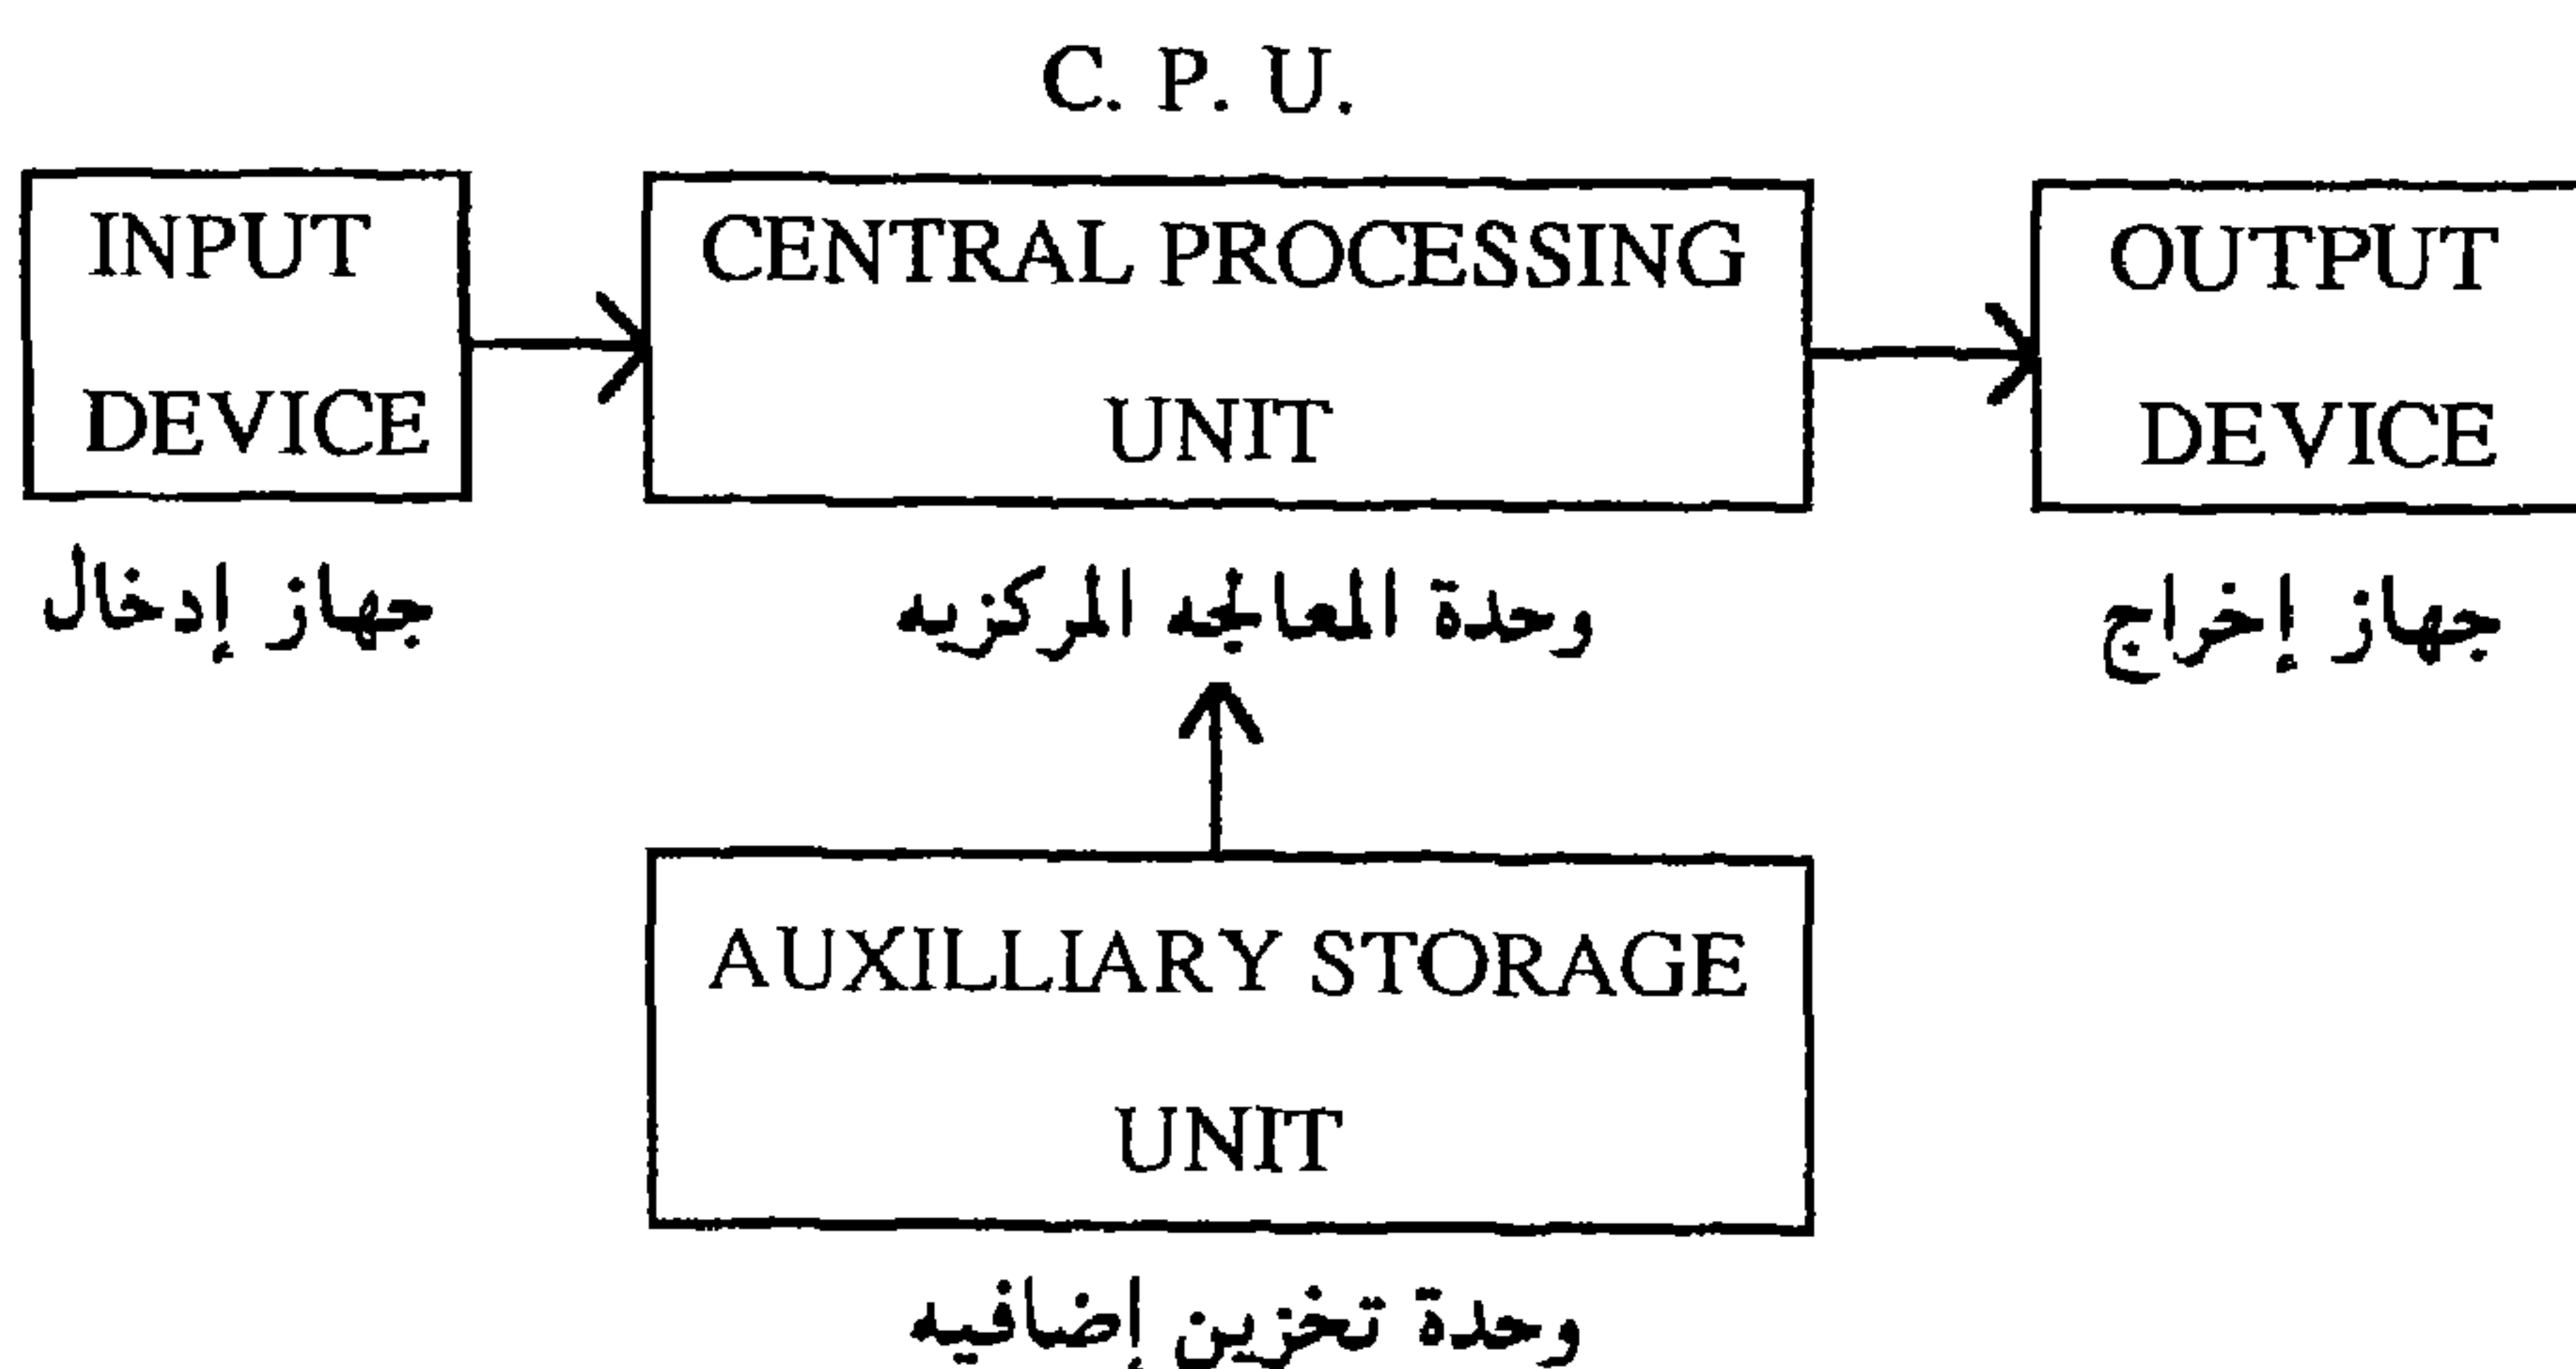 C. P. U.
INPUT
DEVICE
CENTRAL PROCESSING
UNIT
OUTPUT
DEVICE
جهاز إدخال
وحدة المعالجه المركزيه
جهاز إخراج
AUXILLIARY STORAGE
UNIT
وحدة تخزين إضافيه